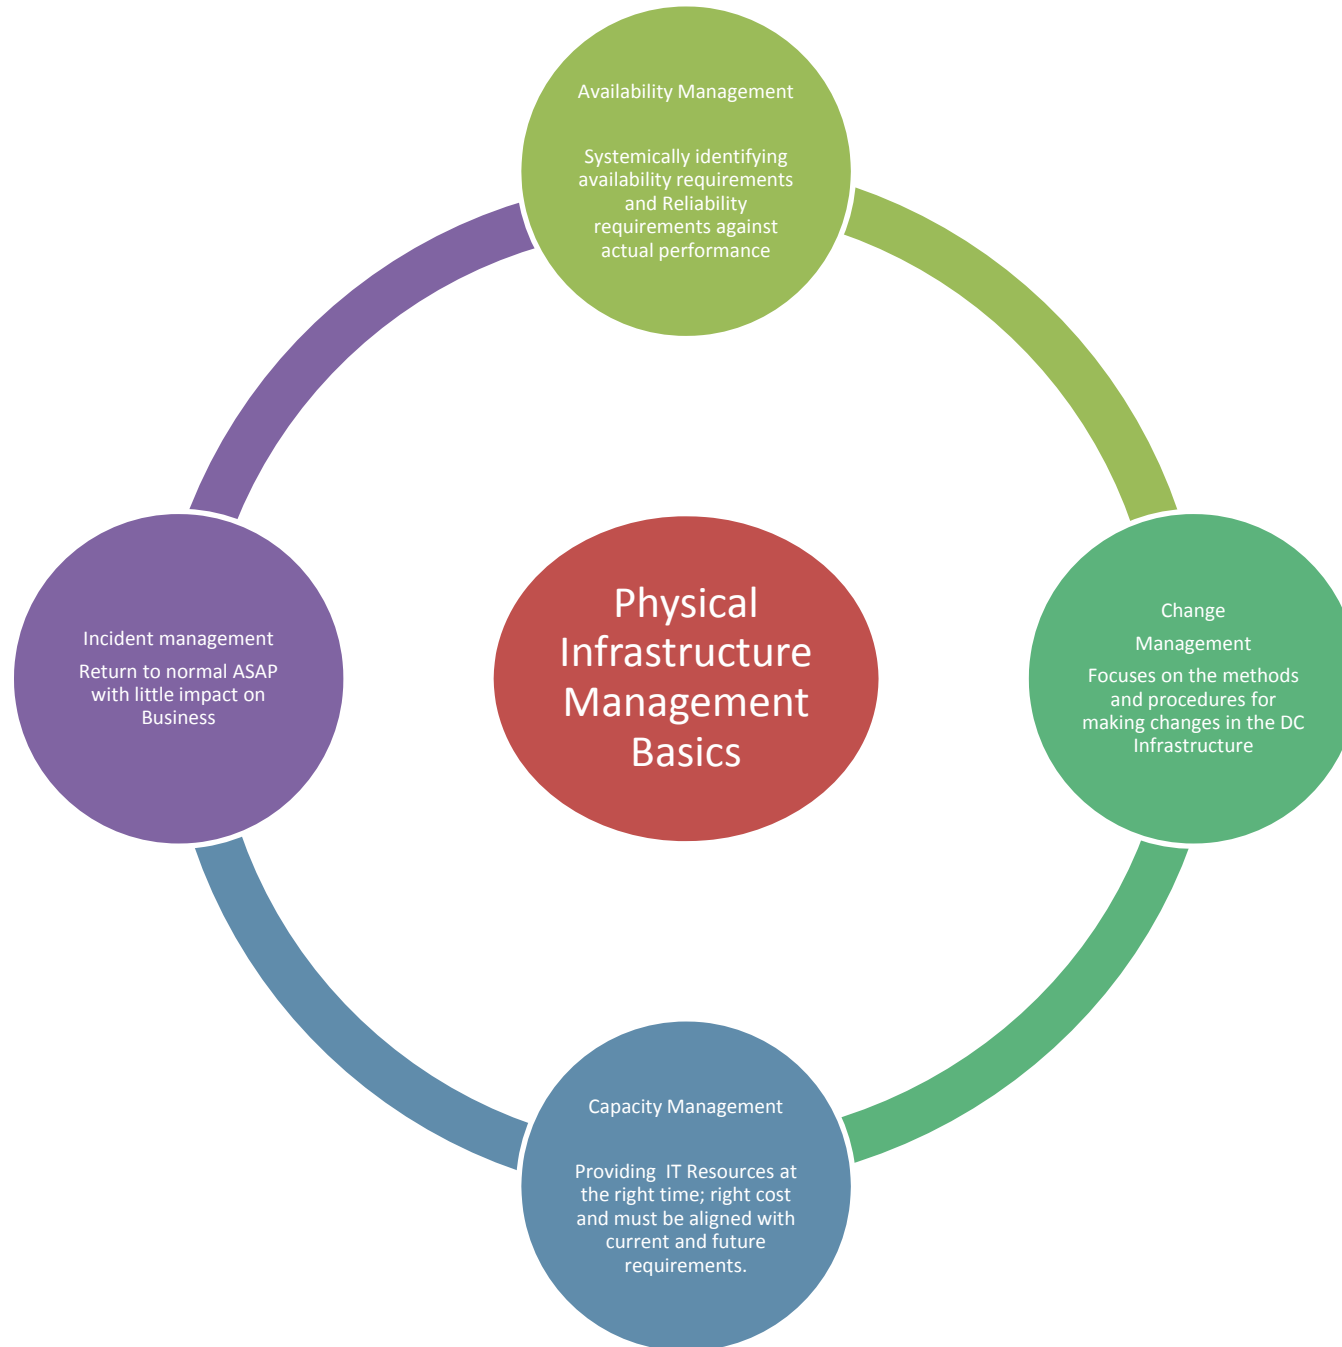 Availability Management
Systemically identifying
availability requirements
and Reliability
requirements against
actual performance
Change
Management
Focuses on the methods
and procedures for
making changes in the DC
Infrastructure
Physical
Infrastructure
Management
Basics
Incident management
Return to normal ASAP
with little impact on
Business
Capacity Management
Providing  IT Resources at
the right time; right cost
and must be aligned with
current and future
requirements.